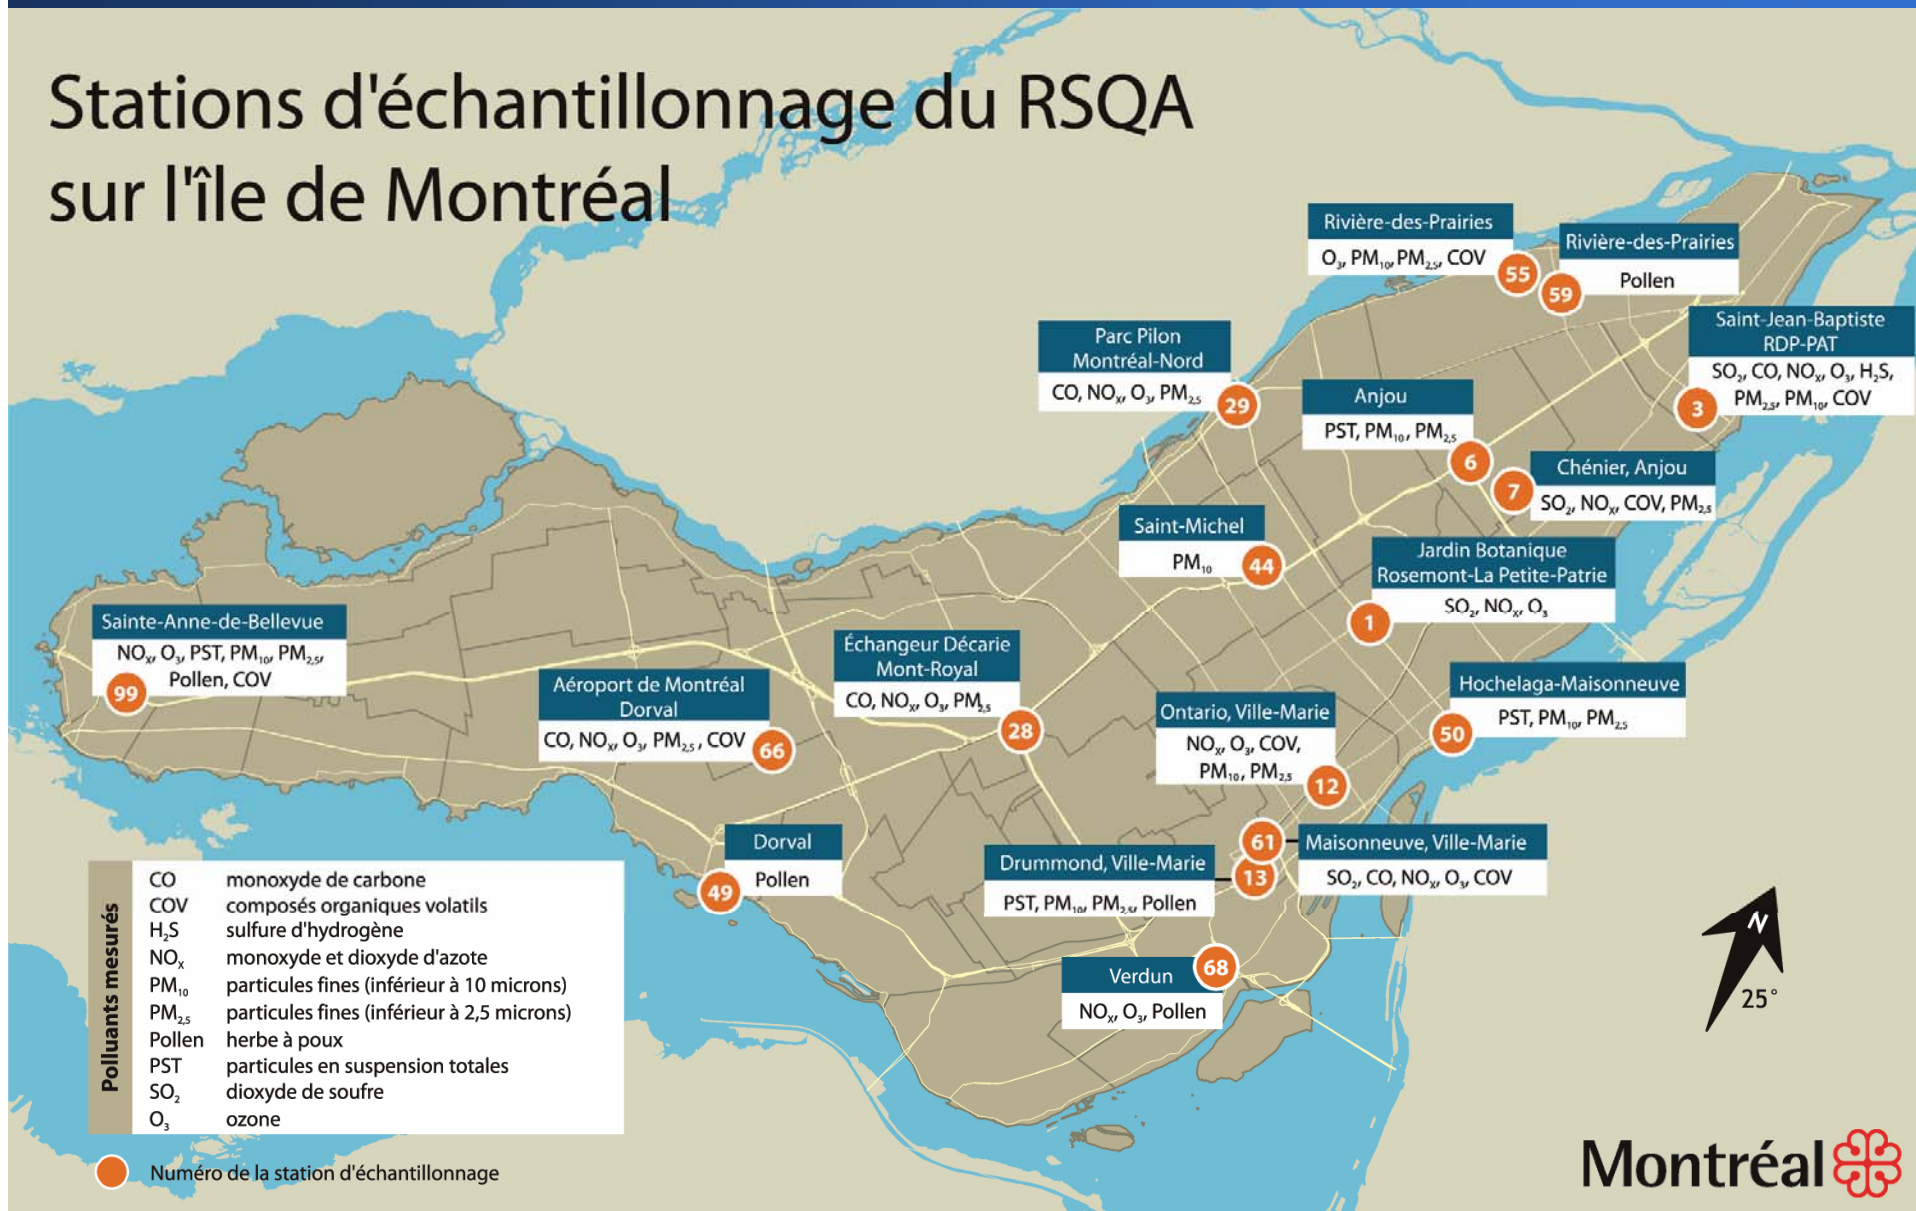 Stations d'échantillonnage du RSQA
sur l'île de Montréal
Rivière-des-Prairies
O₃, PM₁₀, PM₂,₅, COV
55
Rivière-des-Prairies
Pollen
59
Saint-Jean-Baptiste
RDP-PAT
SO₂, CO, NOₓ, O₃, H₂S,
PM₂,₅, PM₁₀, COV
3
Parc Pilon
Montréal-Nord
CO, NOₓ, O₃, PM₂,₅
29
Anjou
PST, PM₁₀, PM₂,₅
6
Chénier, Anjou
SO₂, NOₓ, COV, PM₂,₅
7
Saint-Michel
PM₁₀
44
Jardin Botanique
Rosemont-La Petite-Patrie
SO₂, NOₓ, O₃
1
Sainte-Anne-de-Bellevue
NOₓ, O₃, PST, PM₁₀, PM₂,₅,
Pollen, COV
99
Aéroport de Montréal
Dorval
CO, NOₓ, O₃, PM₂,₅, COV
66
Échangeur Décarie
Mont-Royal
CO, NOₓ, O₃, PM₂,₅
28
Ontario, Ville-Marie
NOₓ, O₃, COV,
PM₁₀, PM₂,₅
12
Hochelaga-Maisonneuve
PST, PM₁₀, PM₂,₅
50
Dorval
Pollen
49
Drummond, Ville-Marie
PST, PM₁₀, PM₂,₅, Pollen
13
61
Maisonneuve, Ville-Marie
SO₂, CO, NOₓ, O₃, COV
Verdun
NOₓ, O₃, Pollen
68
Polluants mesurés
CO monoxyde de carbone
COV composés organiques volatils
H₂S sulfure d'hydrogène
NOₓ monoxyde et dioxyde d'azote
PM₁₀ particules fines (inférieur à 10 microns)
PM₂,₅ particules fines (inférieur à 2,5 microns)
Pollen herbe à poux
PST particules en suspension totales
SO₂ dioxyde de soufre
O₃ ozone
Numéro de la station d'échantillonnage
N
25°
Montréal